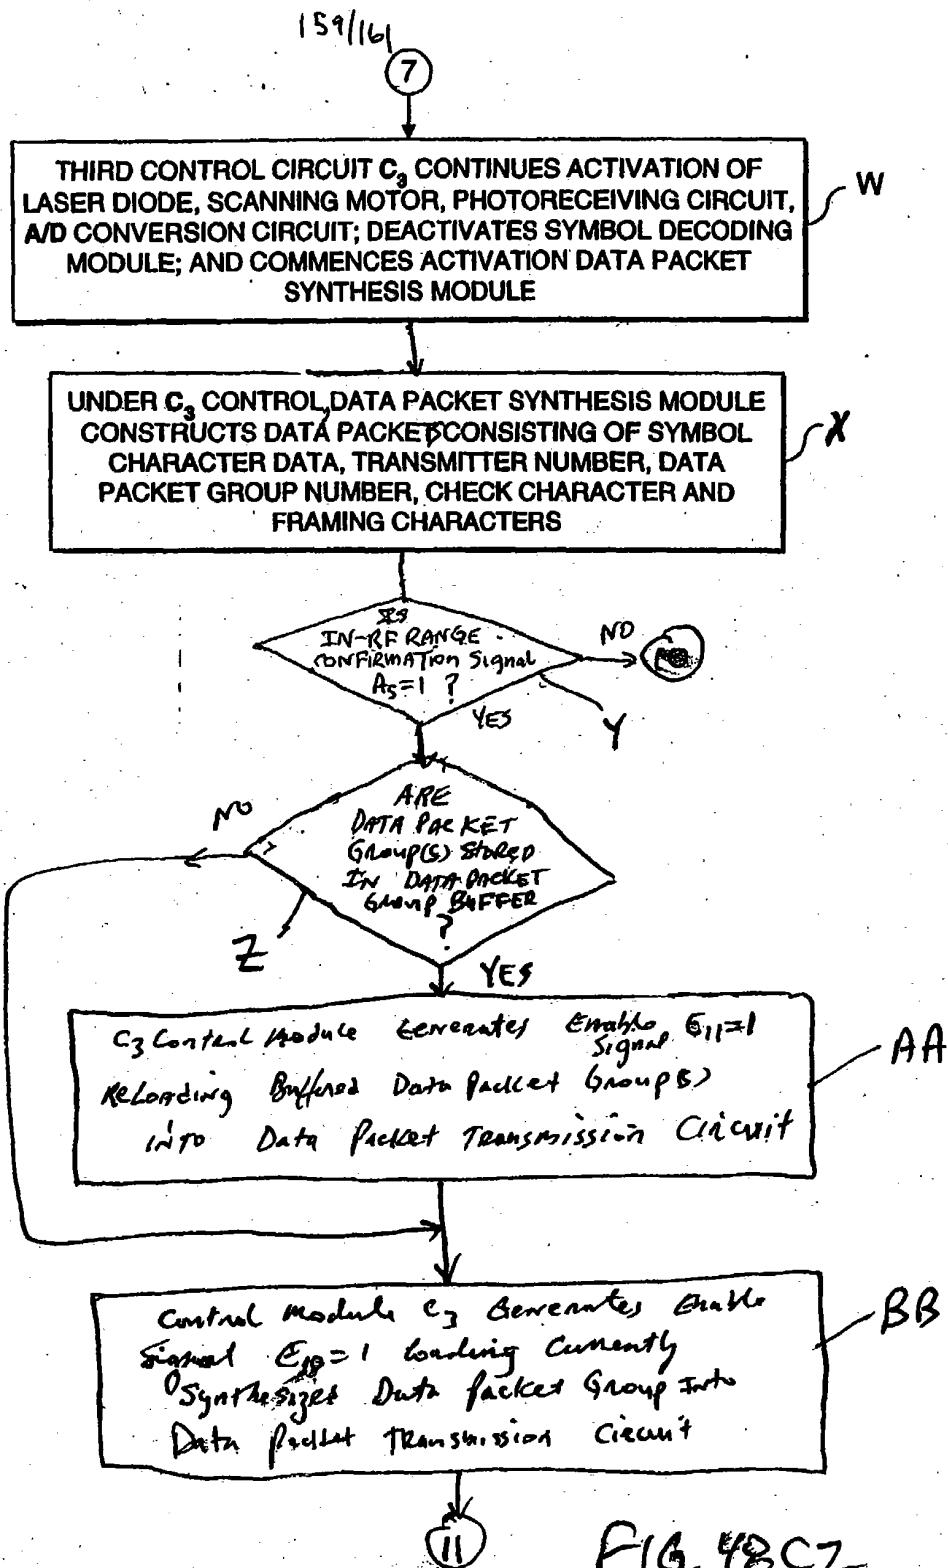 159/161
7
THIRD CONTROL CIRCUIT C3 CONTINUES ACTIVATION OF
LASER DIODE, SCANNING MOTOR, PHOTORECEIVING CIRCUIT,
A/D CONVERSION CIRCUIT; DEACTIVATES SYMBOL DECODING
MODULE; AND COMMENCES ACTIVATION DATA PACKET
SYNTHESIS MODULE
W
UNDER C3 CONTROL, DATA PACKET SYNTHESIS MODULE
CONSTRUCTS DATA PACKETS CONSISTING OF SYMBOL
CHARACTER DATA, TRANSMITTER NUMBER, DATA
PACKET GROUP NUMBER, CHECK CHARACTER AND
FRAMING CHARACTERS
X
IS
IN-RF RANGE
CONFIRMATION Signal
A5=1 ?
NO
YES
Y
ARE
DATA PACKET
GROUP(S) STORED
IN DATA PACKET
GROUP BUFFER
?
NO
Z
YES
C3 Control Module Generates Enable
Signal E11=1
ReLoading Buffered Data Packet Group(s)
INTO Data Packet Transmission Circuit
AA
Control Module C3 Generates Enable
Signal =1 Loading Currently
Synthesized Data Packet Group Into
Data Packet Transmission Circuit
BB
11
FIG. 48C7